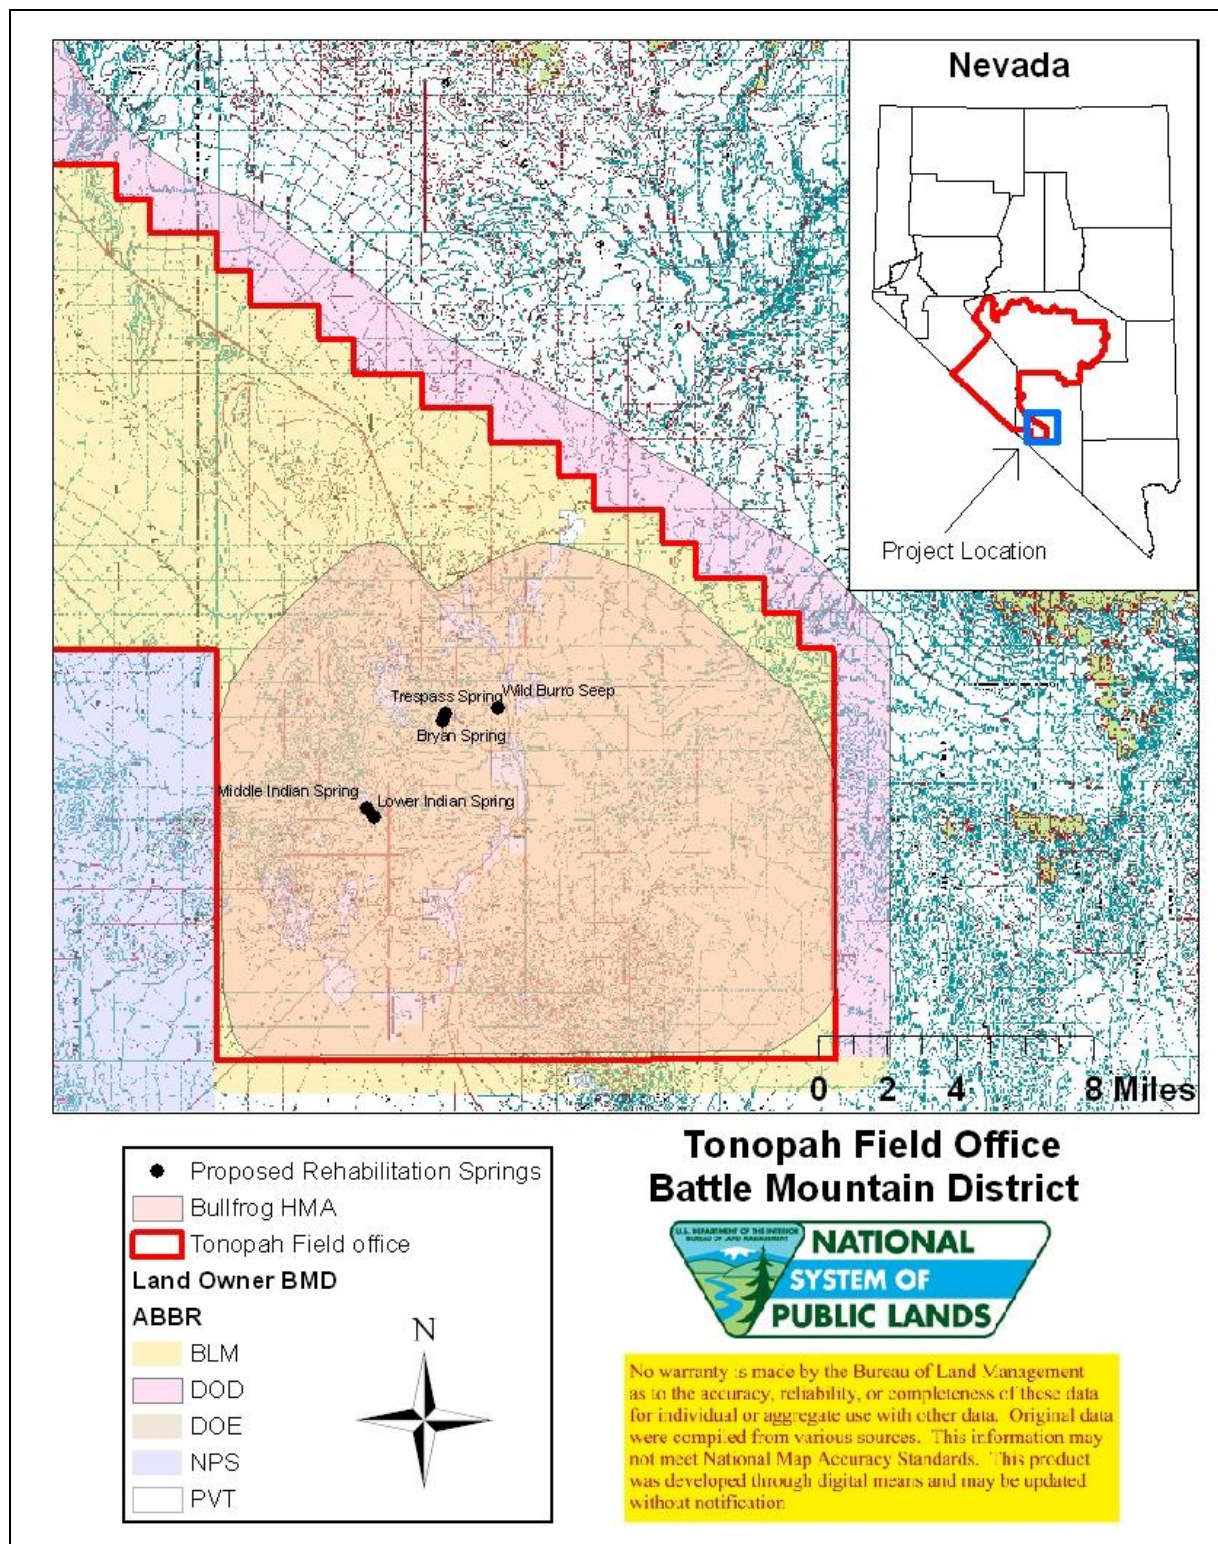 Nevada
Project Location
Trespass Spring
Wild Burro Seep
Bryan Spring
Middle Indian Spring
Lower Indian Spring
0 2 4 8 Miles
Proposed Rehabilitation Springs
Bullfrog HMA
Tonopah Field office
Land Owner BMD
ABBR
BLM
DOD
DOE
NPS
PVT
N
Tonopah Field Office
Battle Mountain District
U.S. DEPARTMENT OF THE INTERIOR
BUREAU OF LAND MANAGEMENT
NATIONAL
SYSTEM OF
PUBLIC LANDS
No warranty is made by the Bureau of Land Management
as to the accuracy, reliability, or completeness of these data
for individual or aggregate use with other data. Original data
were compiled from various sources. This information may
not meet National Map Accuracy Standards. This product
was developed through digital means and may be updated
without notification